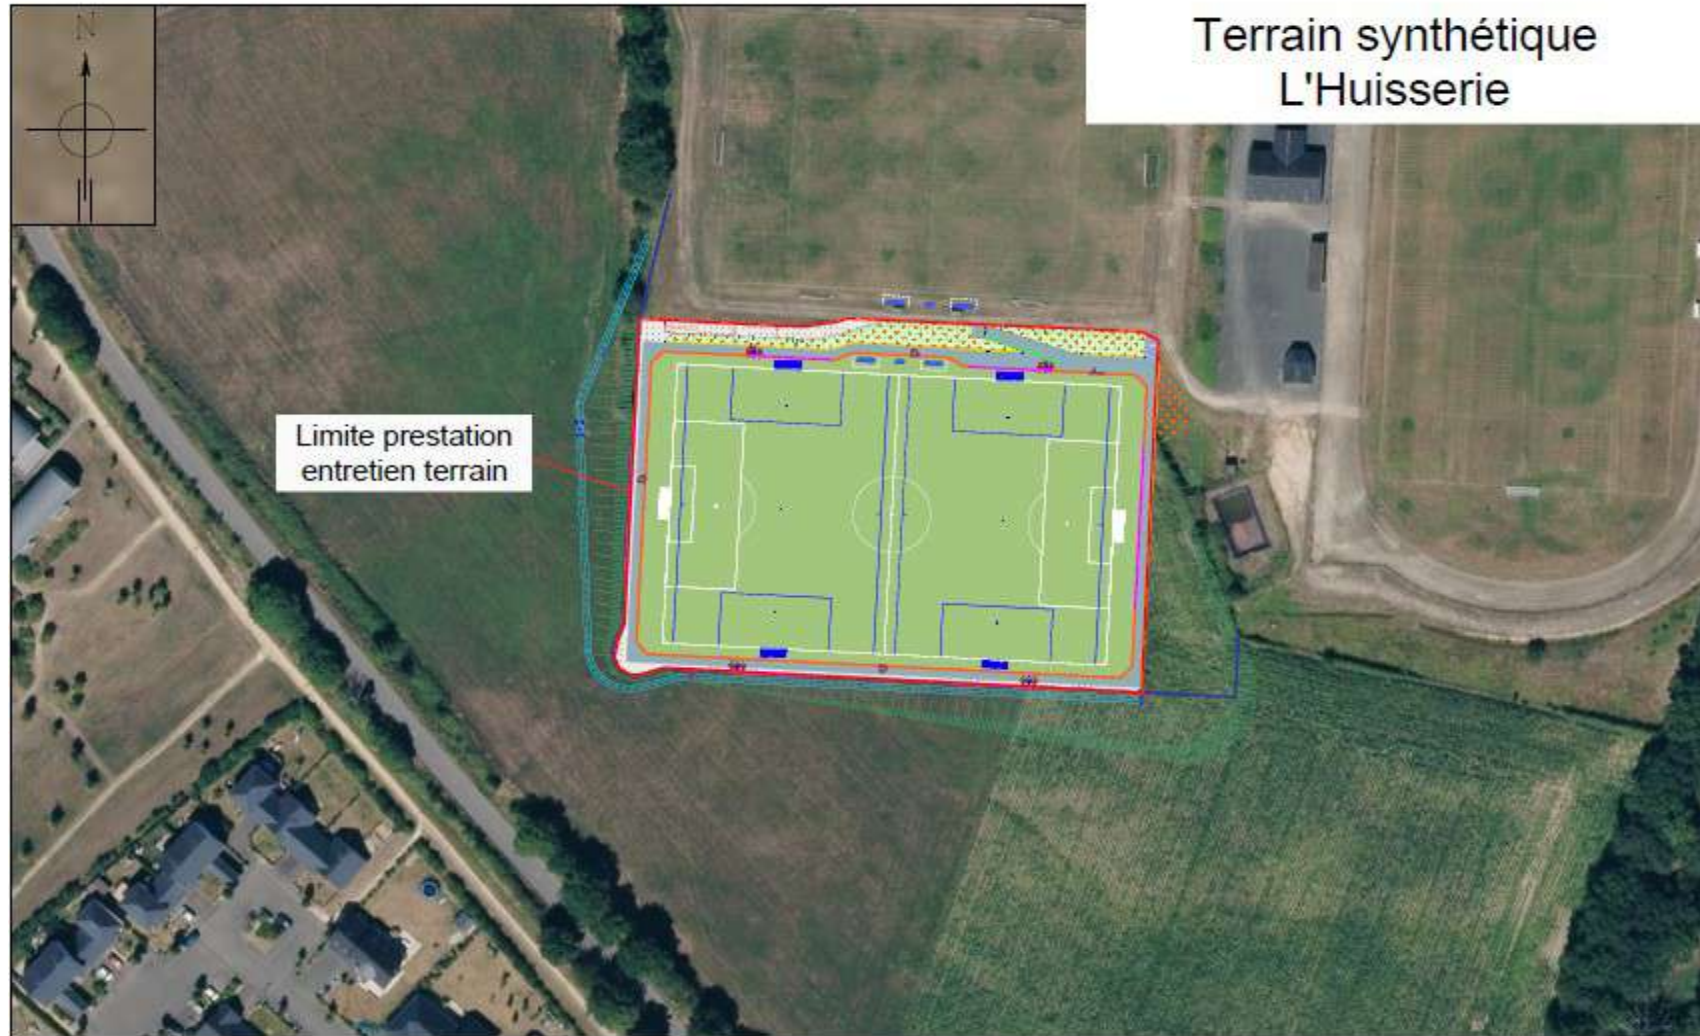 N
Terrain synthétique
L'Huisserie
Limite prestation
entretien terrain